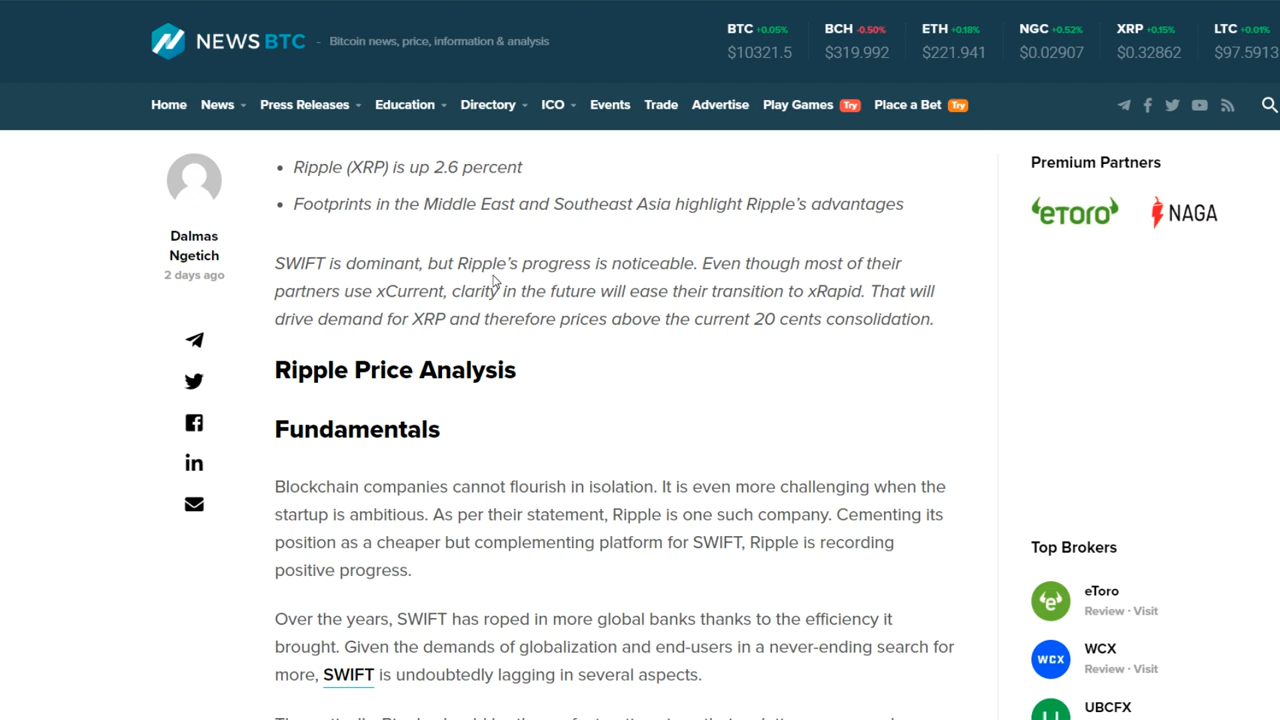 NEWSBTC - Bitcoin news, price, information & analysis
BTC +0.05% BCH -0.50% ETH +0.18% NGC +0.52% XRP +0.15% LTC +0.01%
$10321.5 $319.992 $221.941 $0.02907 $0.32862 $97.5913
Home News Press Releases Education Directory ICO Events Trade Advertise Play Games Try Place a Bet Try
• Ripple (XRP) is up 2.6 percent
• Footprints in the Middle East and Southeast Asia highlight Ripple's advantages
Dalmas
Ngetich
2 days ago
SWIFT is dominant, but Ripple's progress is noticeable. Even though most of their
partners use xCurrent, clarity in the future will ease their transition to xRapid. That will
drive demand for XRP and therefore prices above the current 20 cents consolidation.
Ripple Price Analysis
Fundamentals
Blockchain companies cannot flourish in isolation. It is even more challenging when the
startup is ambitious. As per their statement, Ripple is one such company. Cementing its
position as a cheaper but complementing platform for SWIFT, Ripple is recording
positive progress.
Over the years, SWIFT has roped in more global banks thanks to the efficiency it
brought. Given the demands of globalization and end-users in a never-ending search for
more, SWIFT is undoubtedly lagging in several aspects.
Premium Partners
eToro NAGA
Top Brokers
eToro
Review · Visit
WCX WCX
Review · Visit
UBCFX